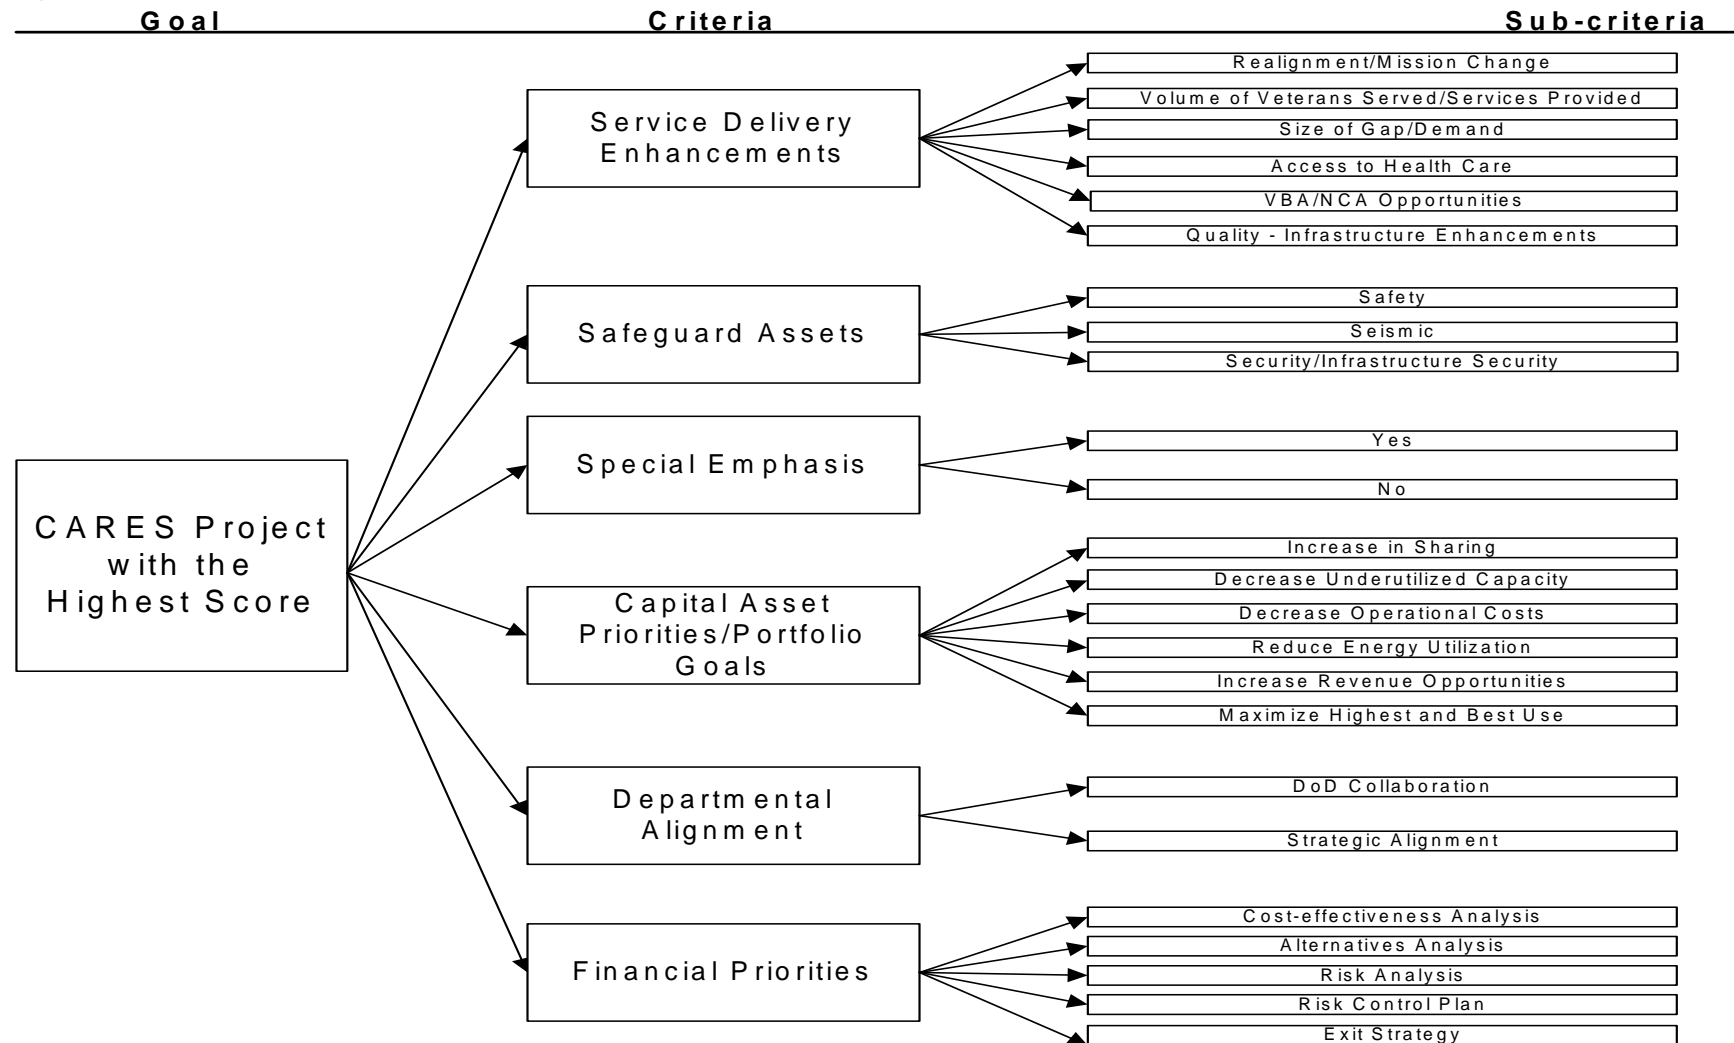 Goal Criteria Sub-criteria
CARES Project
with the
Highest Score
Service Delivery
Enhancements
Realignment/Mission Change
Volume of Veterans Served/Services Provided
Size of Gap/Demand
Access to Health Care
VBA/NCA Opportunities
Quality - Infrastructure Enhancements
Safeguard Assets
Safety
Seismic
Security/Infrastructure Security
Special Emphasis
Yes
No
Capital Asset
Priorities/Portfolio
Goals
Increase in Sharing
Decrease Underutilized Capacity
Decrease Operational Costs
Reduce Energy Utilization
Increase Revenue Opportunities
Maximize Highest and Best Use
Departmental
Alignment
DoD Collaboration
Strategic Alignment
Financial Priorities
Cost-effectiveness Analysis
Alternatives Analysis
Risk Analysis
Risk Control Plan
Exit Strategy